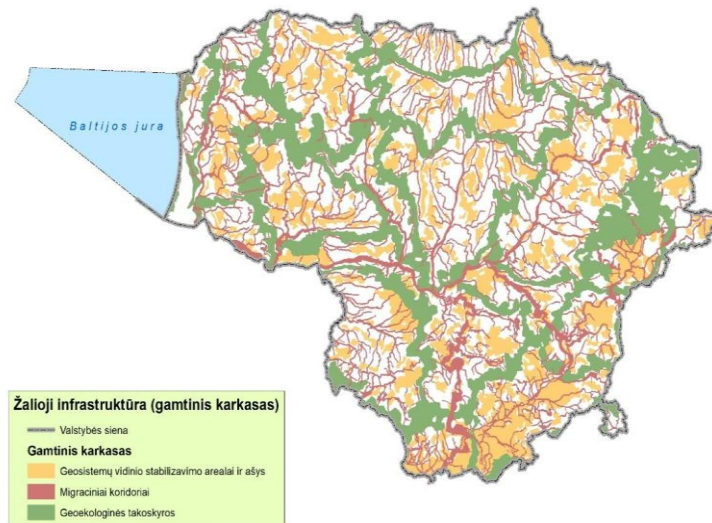 Baltijos jura
Žalioji infrastruktūra (gamtinis karkasas)
Valstybės siena
Gamtinis karkasas
Geosistemų vidinio stabilizavimo arealai ir ašys
Migraciniai koridoriai
Geoekologinės takoskyros